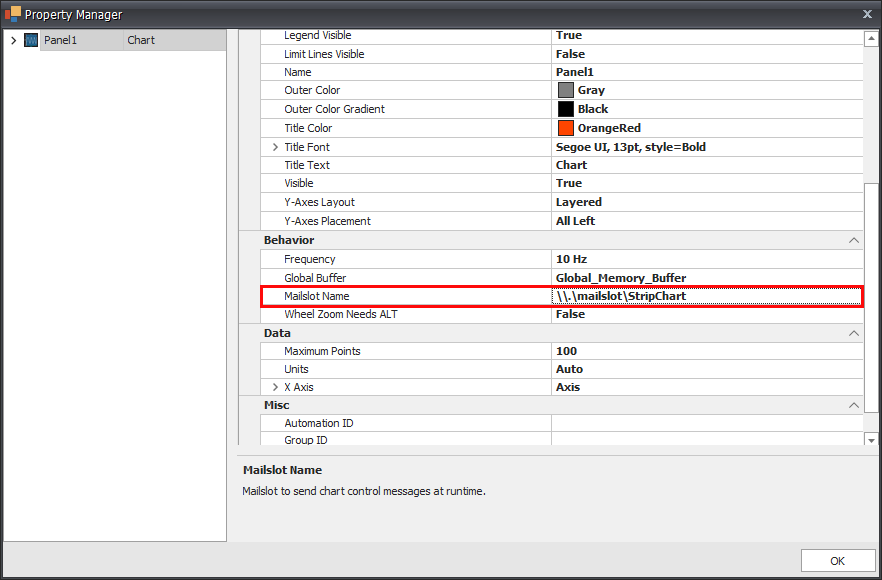 Property Manager
Panel1 Chart
Legend Visible True
Limit Lines Visible False
Name Panel1
Outer Color Gray
Outer Color Gradient Black
Title Color OrangeRed
Title Font Segoe UI, 13pt, style=Bold
Title Text Chart
Visible True
Y-Axes Layout Layered
Y-Axes Placement All Left
Behavior
Frequency 10 Hz
Global Buffer Global_Memory_Buffer
Mailslot Name \\.\mailslot\StripChart
Wheel Zoom Needs ALT False
Data
Maximum Points 100
Units Auto
X Axis Axis
Misc
Automation ID
Group ID
Mailslot Name
Mailslot to send chart control messages at runtime.
OK